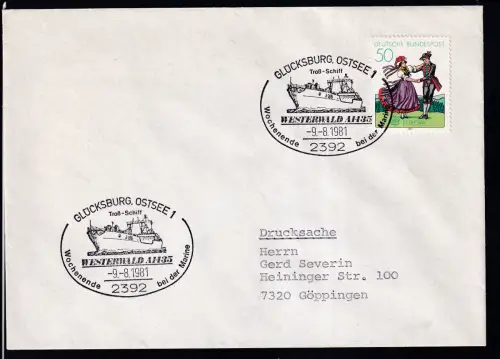 DEUTSCHE BUNDESPOST
50
GLÜCKSBURG, OSTSEE 1
Troß-Schiff
WESTERWALD A1435
-9.-8.1981
Wochenende bei der Marine
2392
GLÜCKSBURG, OSTSEE 1
Troß-Schiff
WESTERWALD A1435
-9.-8.1981
Wochenende bei der Marine
2392
Drucksache
Herrn
Gerd Severin
Heininger Str. 100
7320 Göppingen